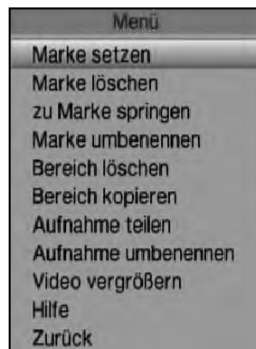 Menü
Marke setzen
Marke löschen
zu Marke springen
Marke umbenennen
Bereich löschen
Bereich kopieren
Aufnahme teilen
Aufnahme umbenennen
Video vergrößern
Hilfe
Zurück